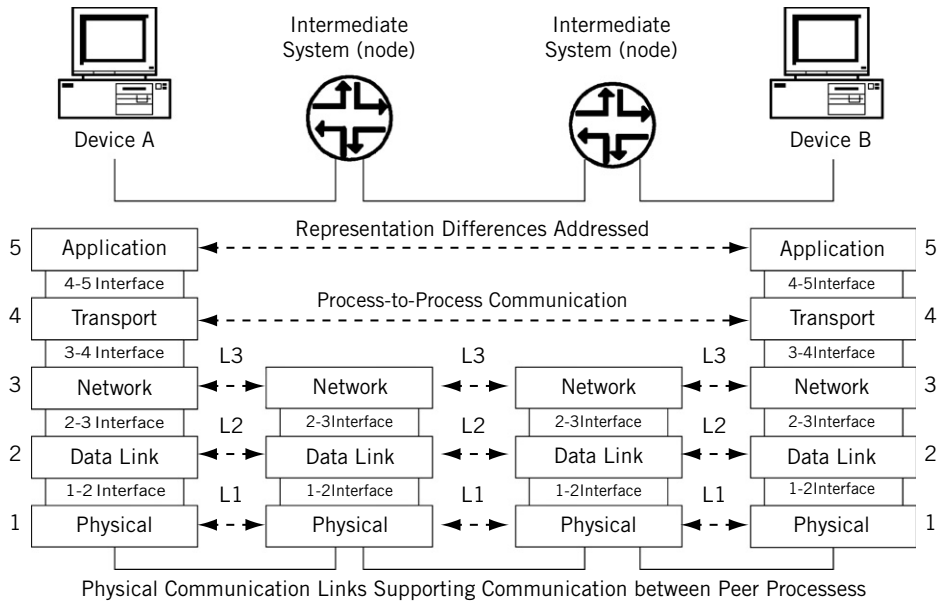 Intermediate
System (node)
Intermediate
System (node)
Device A
Device B
Representation Differences Addressed
5 Application
Application 5
4-5 Interface
4-5Interface
Process-to-Process Communication
4 Transport
Transport 4
3-4 Interface
3-4Interface
L3 L3 L3
3 Network Network Network Network 3
2-3 Interface 2-3Interface 2-3Interface 2-3Interface
L2 L2 L2
2 Data Link Data Link Data Link Data Link 2
1-2 Interface 1-2Interface 1-2Interface 1-2Interface
L1 L1 L1
1 Physical Physical Physical Physical 1
Physical Communication Links Supporting Communication between Peer Processess